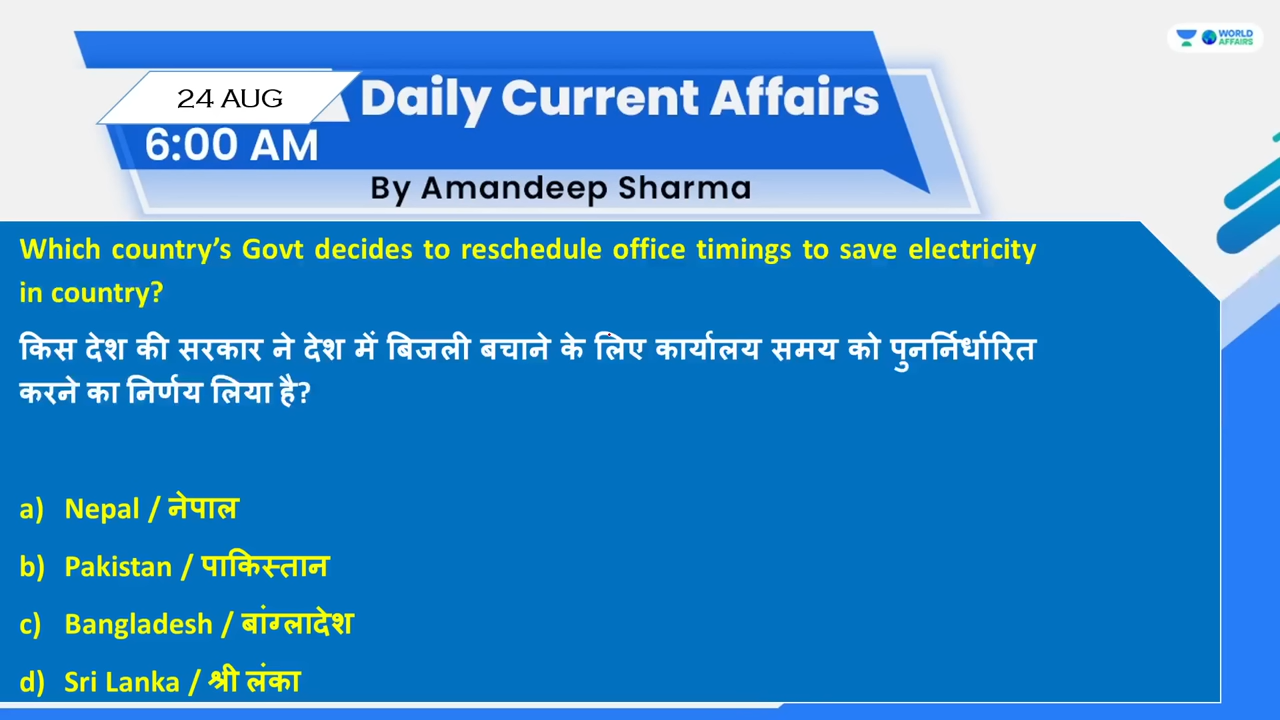 WORLD
AFFAIRS
24 AUG
Daily Current Affairs
6:00 AM
By Amandeep Sharma
Which country’s Govt decides to reschedule office timings to save electricity
in country?
किस देश की सरकार ने देश में बिजली बचाने के लिए कार्यालय समय को पुनर्निर्धारित
करने का निर्णय लिया है?
a) Nepal / नेपाल
b) Pakistan / पाकिस्तान
c) Bangladesh / बांग्लादेश
d) Sri Lanka / श्री लंका